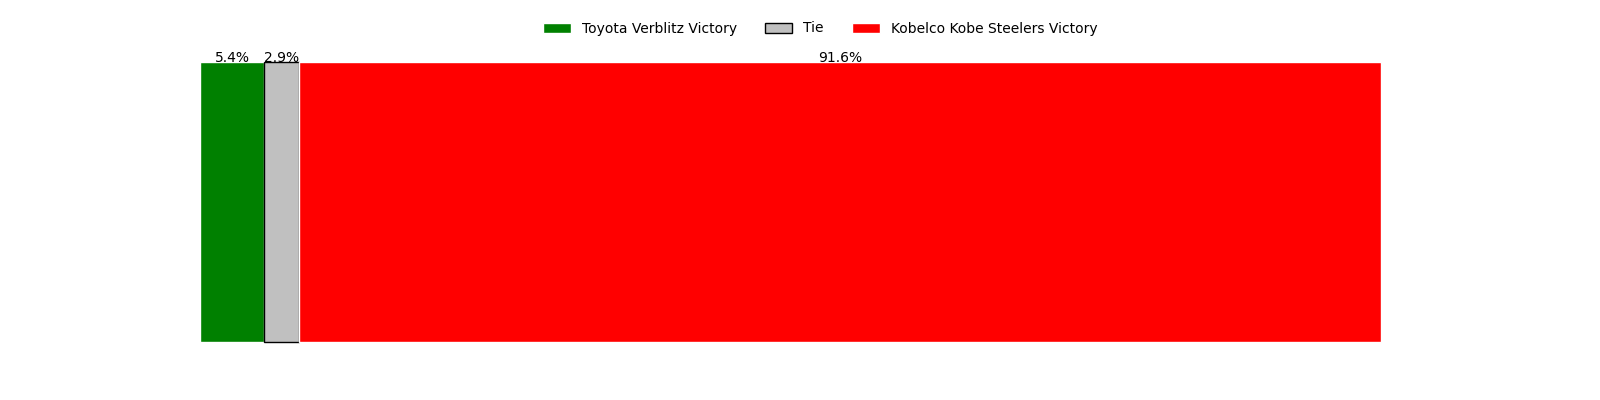 Toyota Verblitz Victory Tie Kobelco Kobe Steelers Victory
5.4% 2.9% 91.6%